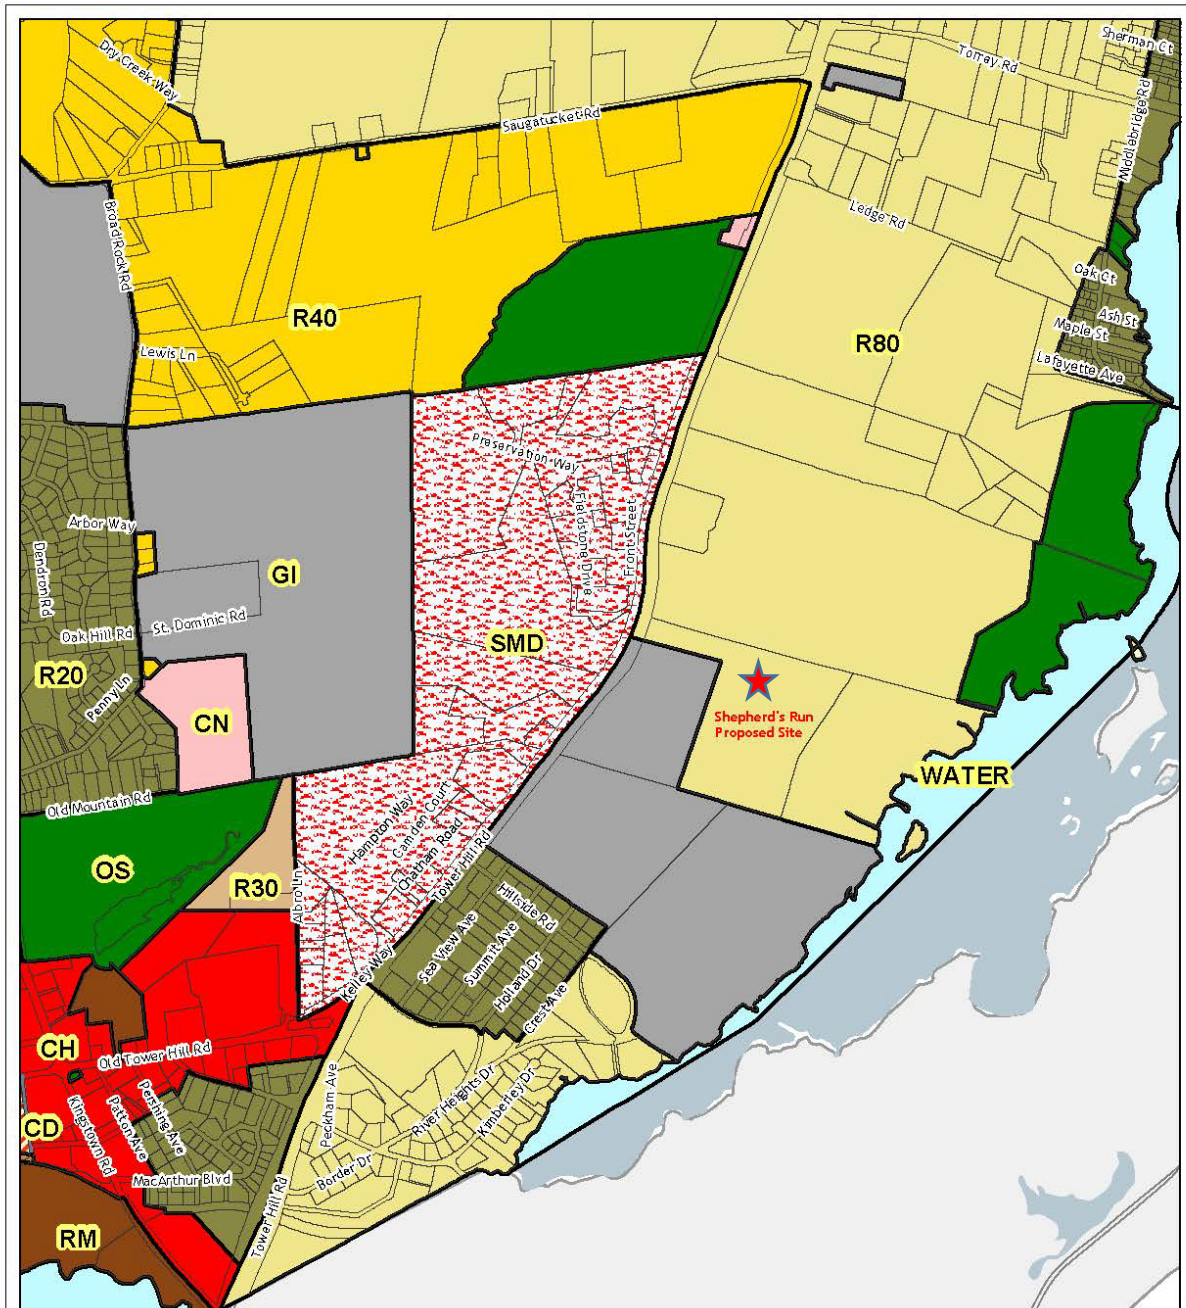 Sherman Ct
Torray Rd
Dry Creek Way
Middlebridge Rd
Saugatucket Rd
Broad Rock Rd
Ledge Rd
Oak Ct
R40
Ash St
Maple St
R80
Lewis Ln
Lafayette Ave
Preservation Way
Fieldstone Drive
Front Street
Arbor Way
Dendron Rd
GI
St. Dominic Rd
Oak Hill Rd
SMD
R20
Penny Ln
CN
Shepherd's Run
Proposed Site
WATER
Old Mountain Rd
Hampton Way
Camden Court
Chatham Road
Tower Hill Rd
OS
R30
Albro Ln
Hillside Rd
Sea View Ave
Summit Ave
Holland Dr
Crest Ave
Kelley Way
CH
Old Tower Hill Rd
Pershing Ave
Patton Ave
Kingstown Rd
Peckham Ave
River Heights Dr
Kimberley Dr
CD
MacArthur Blvd
Border Dr
Tower Hill Rd
RM